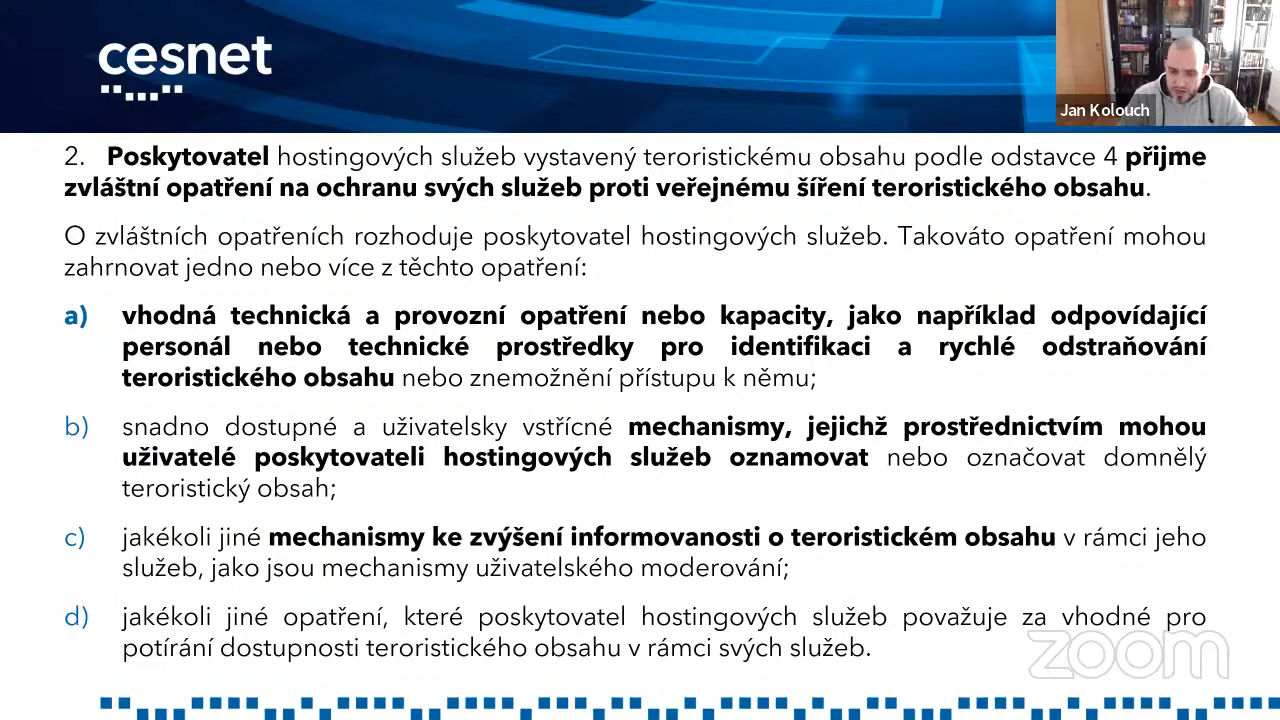 cesnet
Jan Kolouch
2. Poskytovatel hostingových služeb vystavený teroristickému obsahu podle odstavce 4 přijme
zvláštní opatření na ochranu svých služeb proti veřejnému šíření teroristického obsahu.
O zvláštních opatřeních rozhoduje poskytovatel hostingových služeb. Takováto opatření mohou
zahrnovat jedno nebo více z těchto opatření:
a) vhodná technická a provozní opatření nebo kapacity, jako například odpovídající
personál nebo technické prostředky pro identifikaci a rychlé odstraňování
teroristického obsahu nebo znemožnění přístupu k němu;
b) snadno dostupné a uživatelsky vstřícné mechanismy, jejichž prostřednictvím mohou
uživatelé poskytovateli hostingových služeb oznamovat nebo označovat domnělý
teroristický obsah;
c) jakékoli jiné mechanismy ke zvýšení informovanosti o teroristickém obsahu v rámci jeho
služeb, jako jsou mechanismy uživatelského moderování;
d) jakékoli jiné opatření, které poskytovatel hostingových služeb považuje za vhodné pro
potírání dostupnosti teroristického obsahu v rámci svých služeb.
zoom